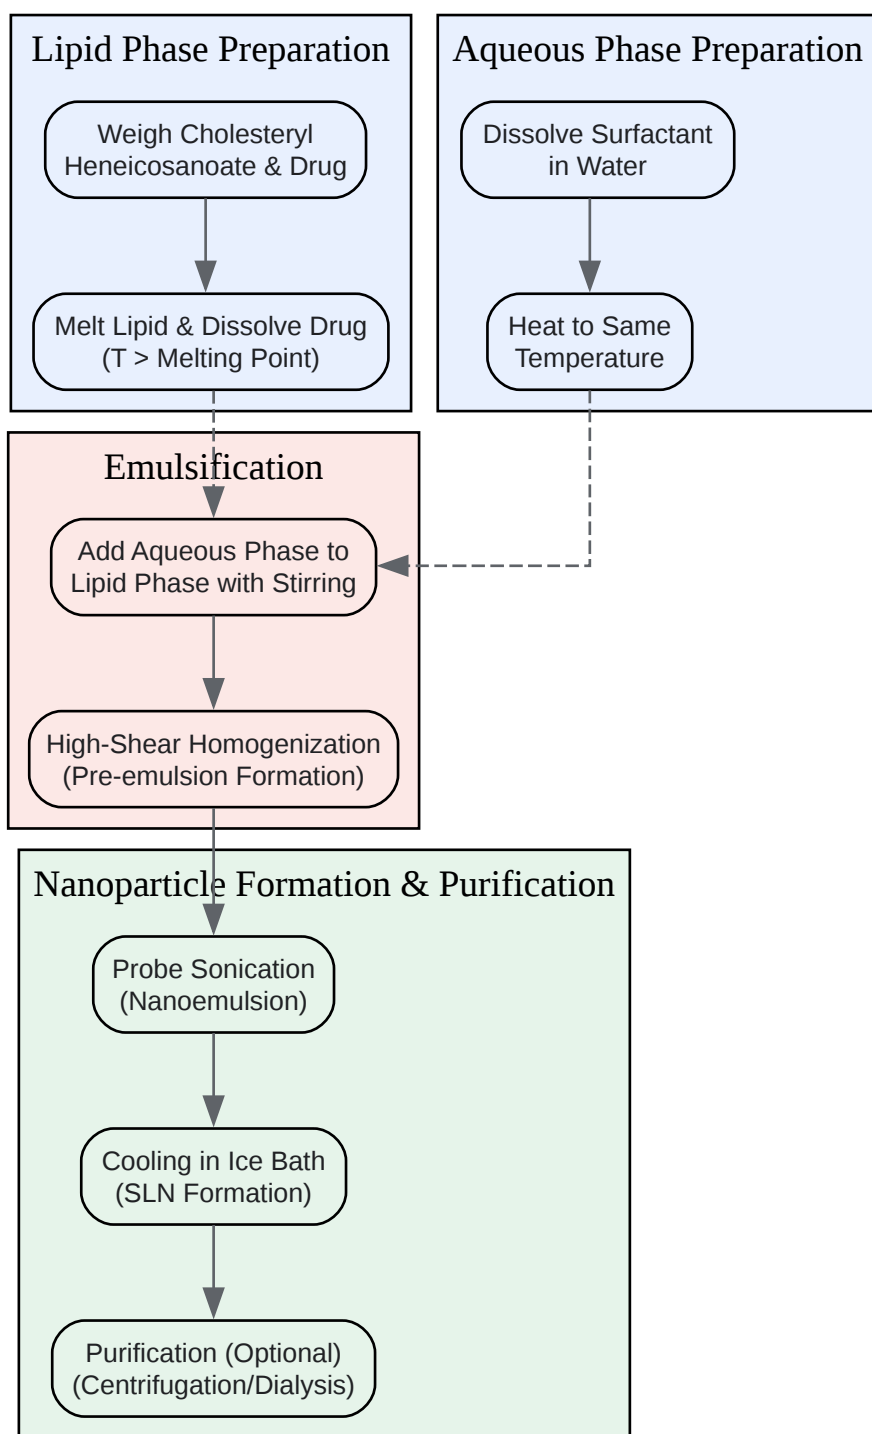 Lipid Phase Preparation
Weigh Cholesteryl
Heneicosanoate & Drug
Melt Lipid & Dissolve Drug
(T > Melting Point)
Aqueous Phase Preparation
Dissolve Surfactant
in Water
Heat to Same
Temperature
Emulsification
Add Aqueous Phase to
Lipid Phase with Stirring
High-Shear Homogenization
(Pre-emulsion Formation)
Nanoparticle Formation & Purification
Probe Sonication
(Nanoemulsion)
Cooling in Ice Bath
(SLN Formation)
Purification (Optional)
(Centrifugation/Dialysis)